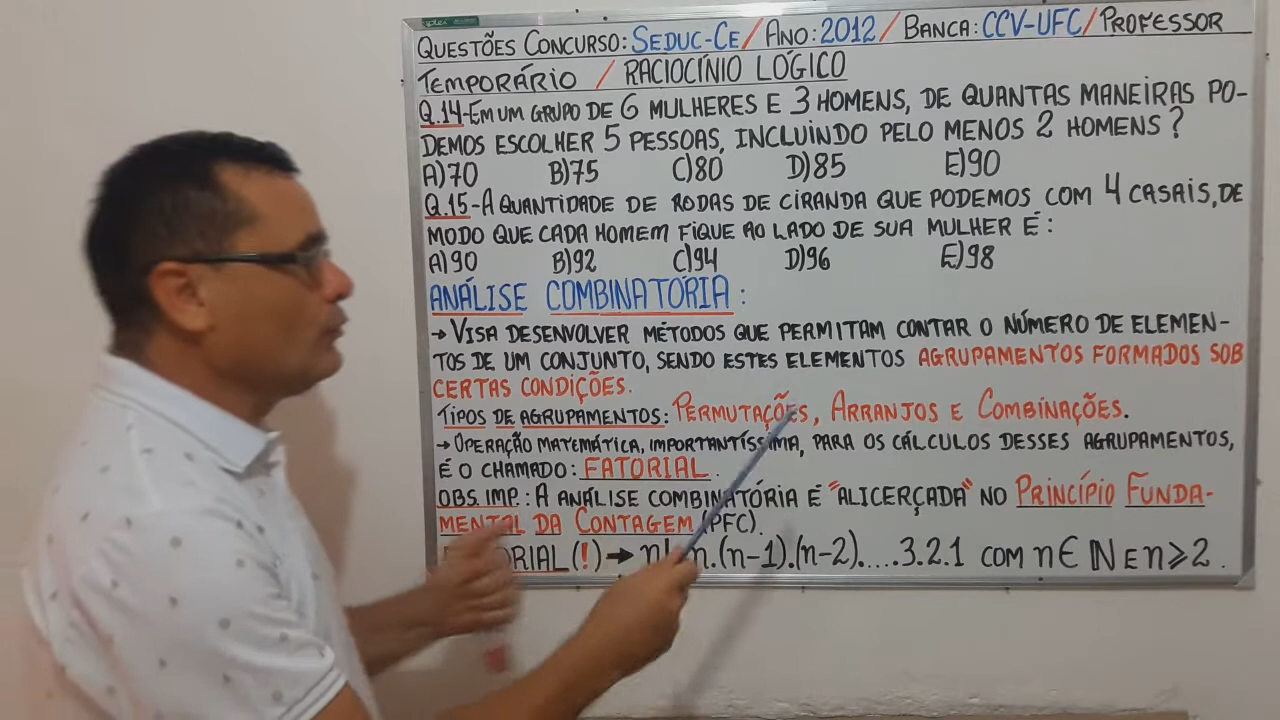 QUESTÕES CONCURSO: SEDUC-CE/ANO:2012/BANCA:CCV-UFC/PROFESSOR
TEMPORÁRIO / RACIOCÍNIO LÓGICO
Q.14-EM UM GRUPO DE 6 MULHERES E 3 HOMENS, DE QUANTAS MANEIRAS PO-
DEMOS ESCOLHER 5 PESSOAS, INCLUINDO PELO MENOS 2 HOMENS?
A)70 B)75 C)80 D)85 E)90
Q.15-A QUANTIDADE DE RODAS DE CIRANDA QUE PODEMOS COM 4 CASAIS, DE
MODO QUE CADA HOMEM FIQUE AO LADO DE SUA MULHER É:
A)90 B)92 C)94 D)96 E)98
ANÁLISE COMBINATÓRIA:
→ VISA DESENVOLVER MÉTODOS QUE PERMITAM CONTAR O NÚMERO DE ELEMEN-
TOS DE UM CONJUNTO, SENDO ESTES ELEMENTOS AGRUPAMENTOS FORMADOS SOB
CERTAS CONDIÇÕES.
TIPOS DE AGRUPAMENTOS: PERMUTAÇÕES, ARRANJOS E COMBINAÇÕES.
→ OPERAÇÃO MATEMÁTICA, IMPORTANTÍSSIMA, PARA OS CÁLCULOS DESSES AGRUPAMENTOS,
É O CHAMADO: FATORIAL.
OBS. IMP.: A ANÁLISE COMBINATÓRIA É "ALICERÇADA" NO PRINCÍPIO FUNDA-
MENTAL DA CONTAGEM (PFC).
(!)→ n.(n-1).(n-2)....3.2.1 COM n∈ℕ E n⩾2.